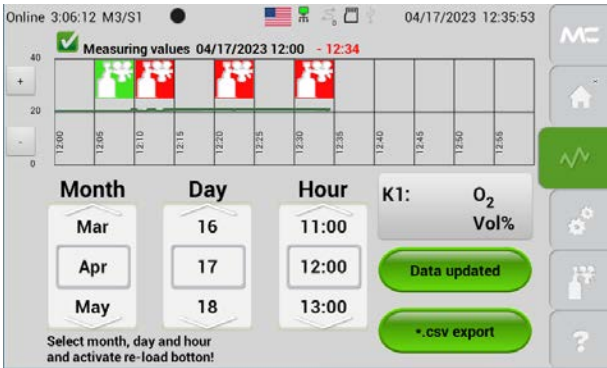 Online 3:06:12 M3/S1 04/17/2023 12:35:53
Measuring values 04/17/2023 12:00 - 12:34
40
+
20
-
0
12:00 12:05 12:10 12:15 12:20 12:25 12:30 12:35 12:40 12:45 12:50 12:55
Month Day Hour
Mar 16 11:00
Apr 17 12:00
May 18 13:00
K1: O2
Vol%
Data updated
*.csv export
Select month, day and hour
and activate re-load botton!
MC
?